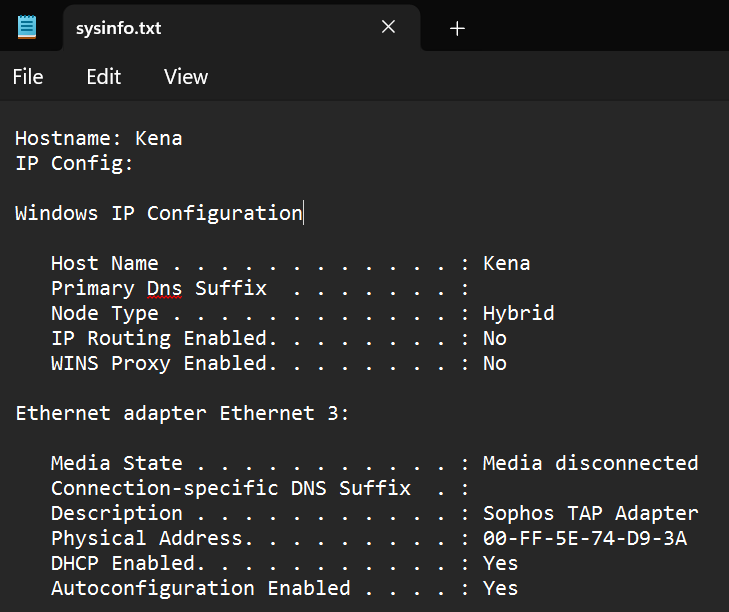 sysinfo.txt
File Edit View
Hostname: Kena
IP Config:
Windows IP Configuration
Host Name . . . . . . . . . . . . : Kena
Primary Dns Suffix  . . . . . . . :
Node Type . . . . . . . . . . . . : Hybrid
IP Routing Enabled. . . . . . . . : No
WINS Proxy Enabled. . . . . . . . : No
Ethernet adapter Ethernet 3:
Media State . . . . . . . . . . . : Media disconnected
Connection-specific DNS Suffix  . :
Description . . . . . . . . . . . : Sophos TAP Adapter
Physical Address. . . . . . . . . : 00-FF-5E-74-D9-3A
DHCP Enabled. . . . . . . . . . . : Yes
Autoconfiguration Enabled . . . . : Yes